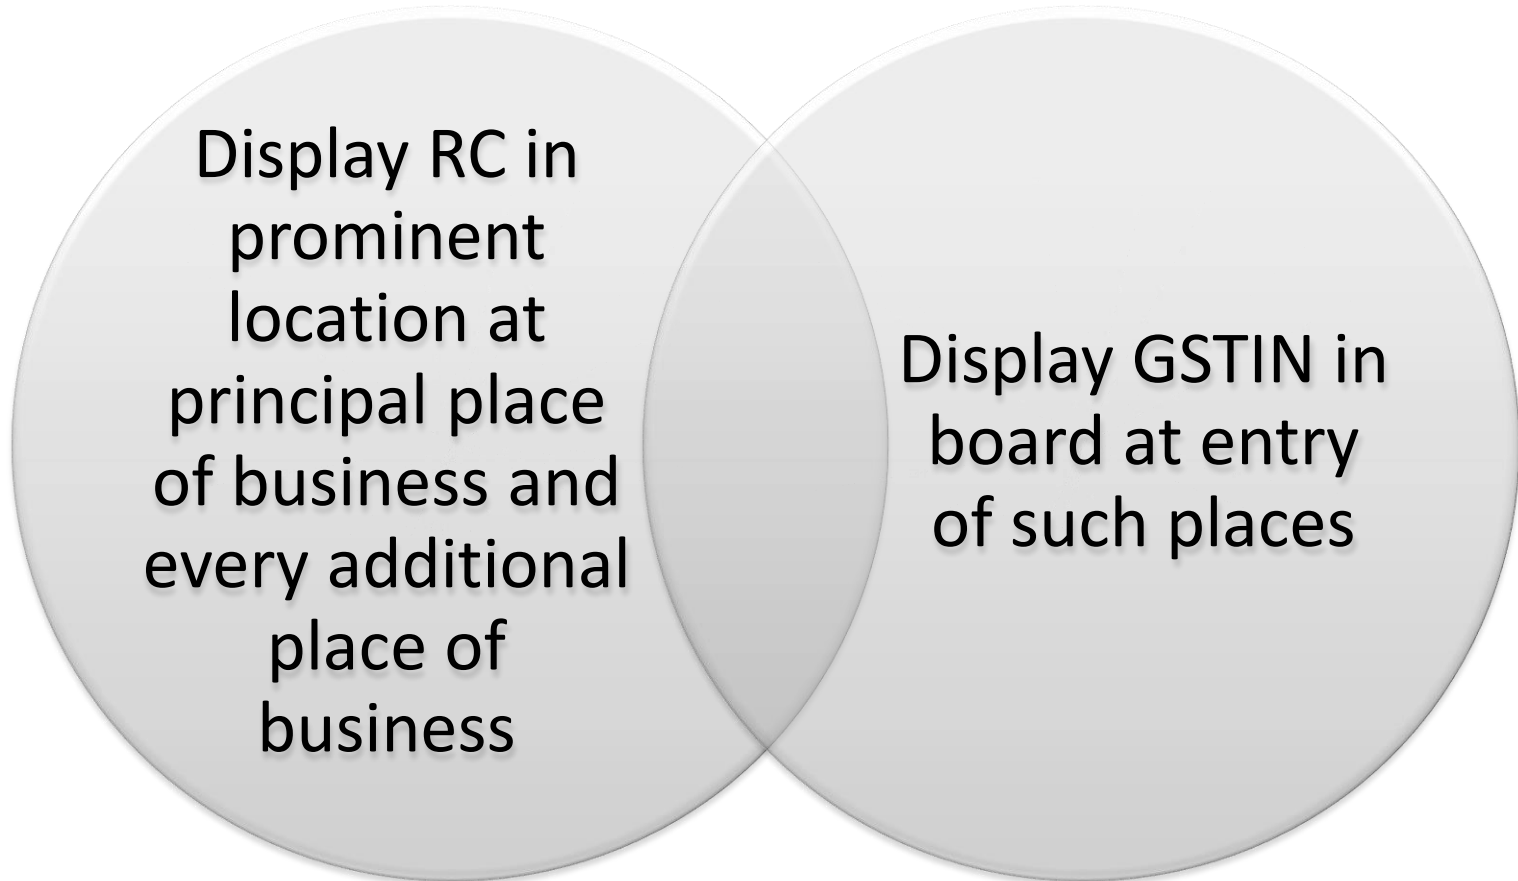 Display RC in
prominent
location at
principal place
of business and
every additional
place of
business
Display GSTIN in
board at entry
of such places